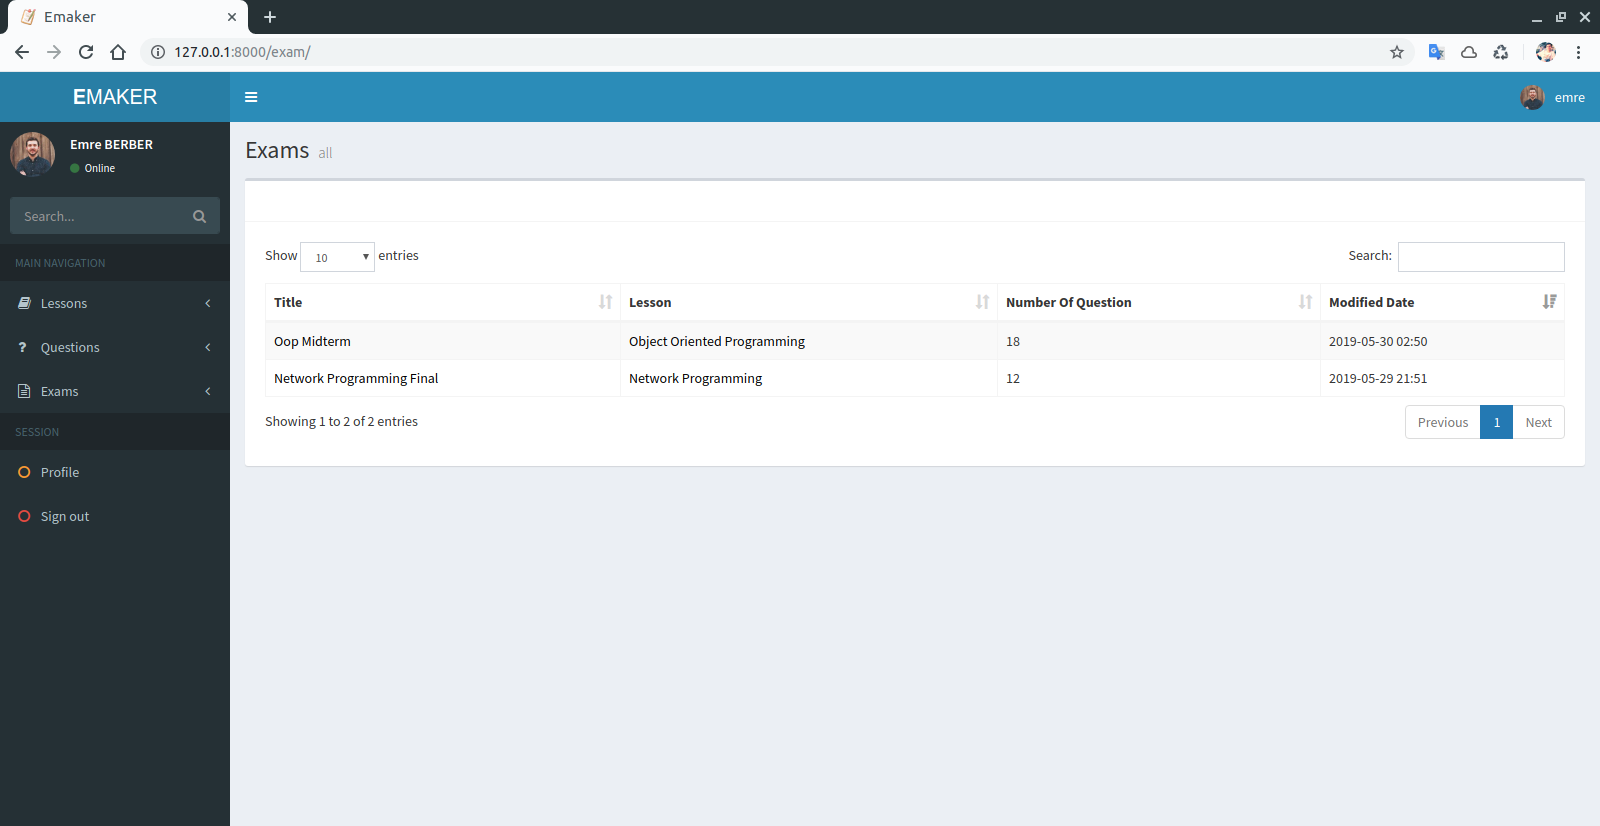 Emaker
127.0.0.1:8000/exam/
EMAKER
emre
Emre BERBER
Online
Search...
MAIN NAVIGATION
Lessons
Questions
Exams
SESSION
Profile
Sign out
Exams all
Show 10 entries
Search:
Title Lesson Number Of Question Modified Date
Oop Midterm Object Oriented Programming 18 2019-05-30 02:50
Network Programming Final Network Programming 12 2019-05-29 21:51
Showing 1 to 2 of 2 entries
Previous 1 Next